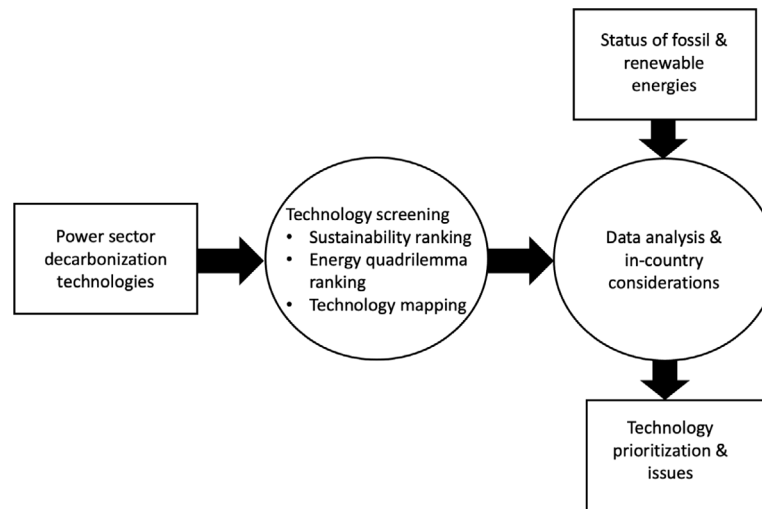 Status of fossil &
renewable
energies
Power sector
decarbonization
technologies
Technology screening
• Sustainability ranking
• Energy quadrilemma
ranking
• Technology mapping
Data analysis &
in-country
considerations
Technology
prioritization &
issues